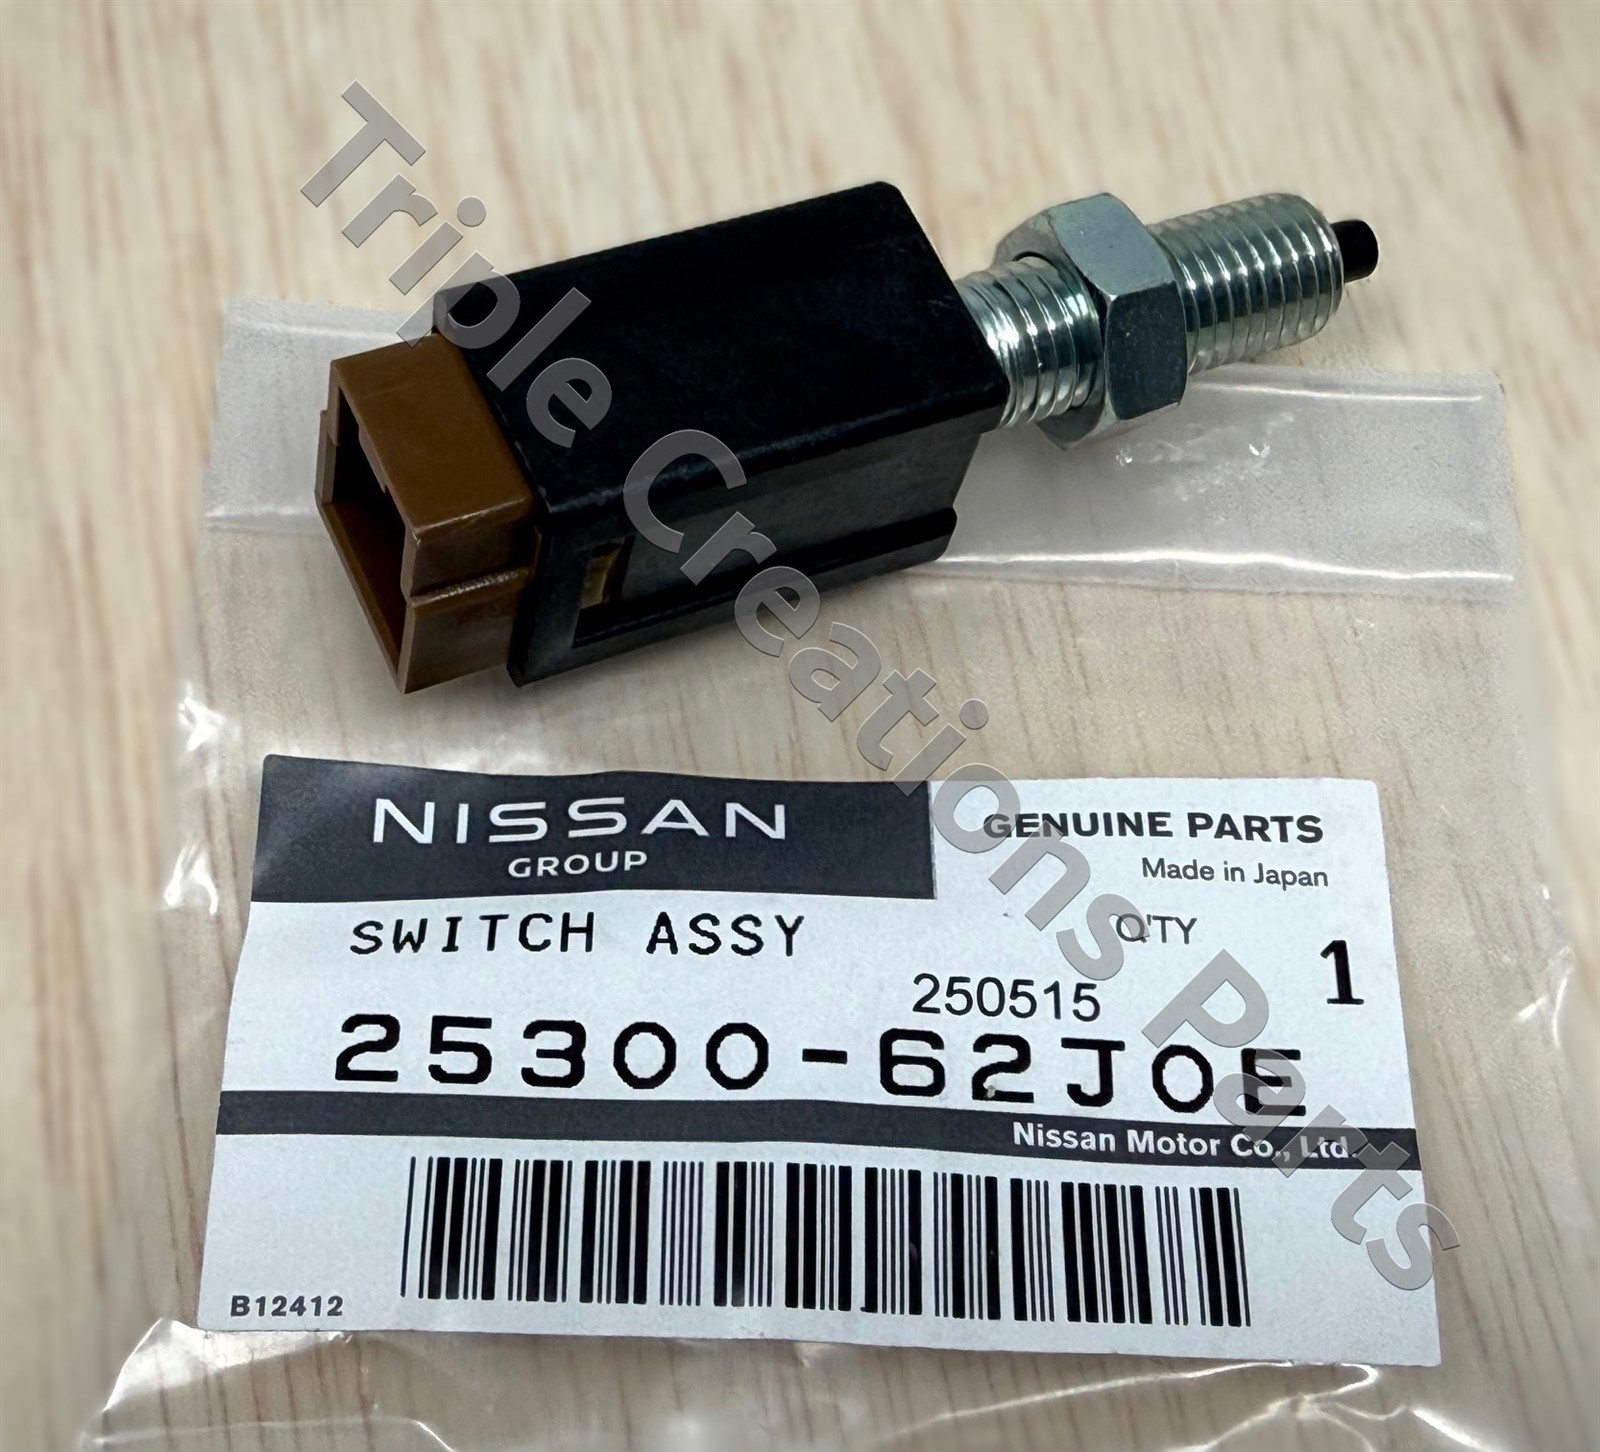 Triple Creations Parts
NISSAN
GROUP
GENUINE PARTS
Made in Japan
SWITCH ASSY
Q'TY
1
250515
25300-62J0E
Nissan Motor Co., Ltd.
B12412